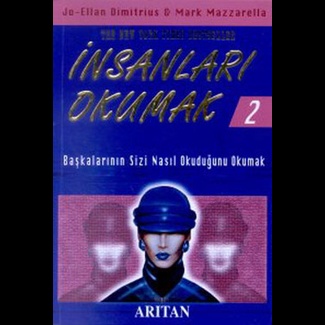 Jo-Ellan Dimitrius & Mark Mazzarella
THE NEW YORK TIMES BESTSELLER
İNSANLARI
OKUMAK
2
Başkalarının Sizi Nasıl Okuduğunu Okumak
ARITAN